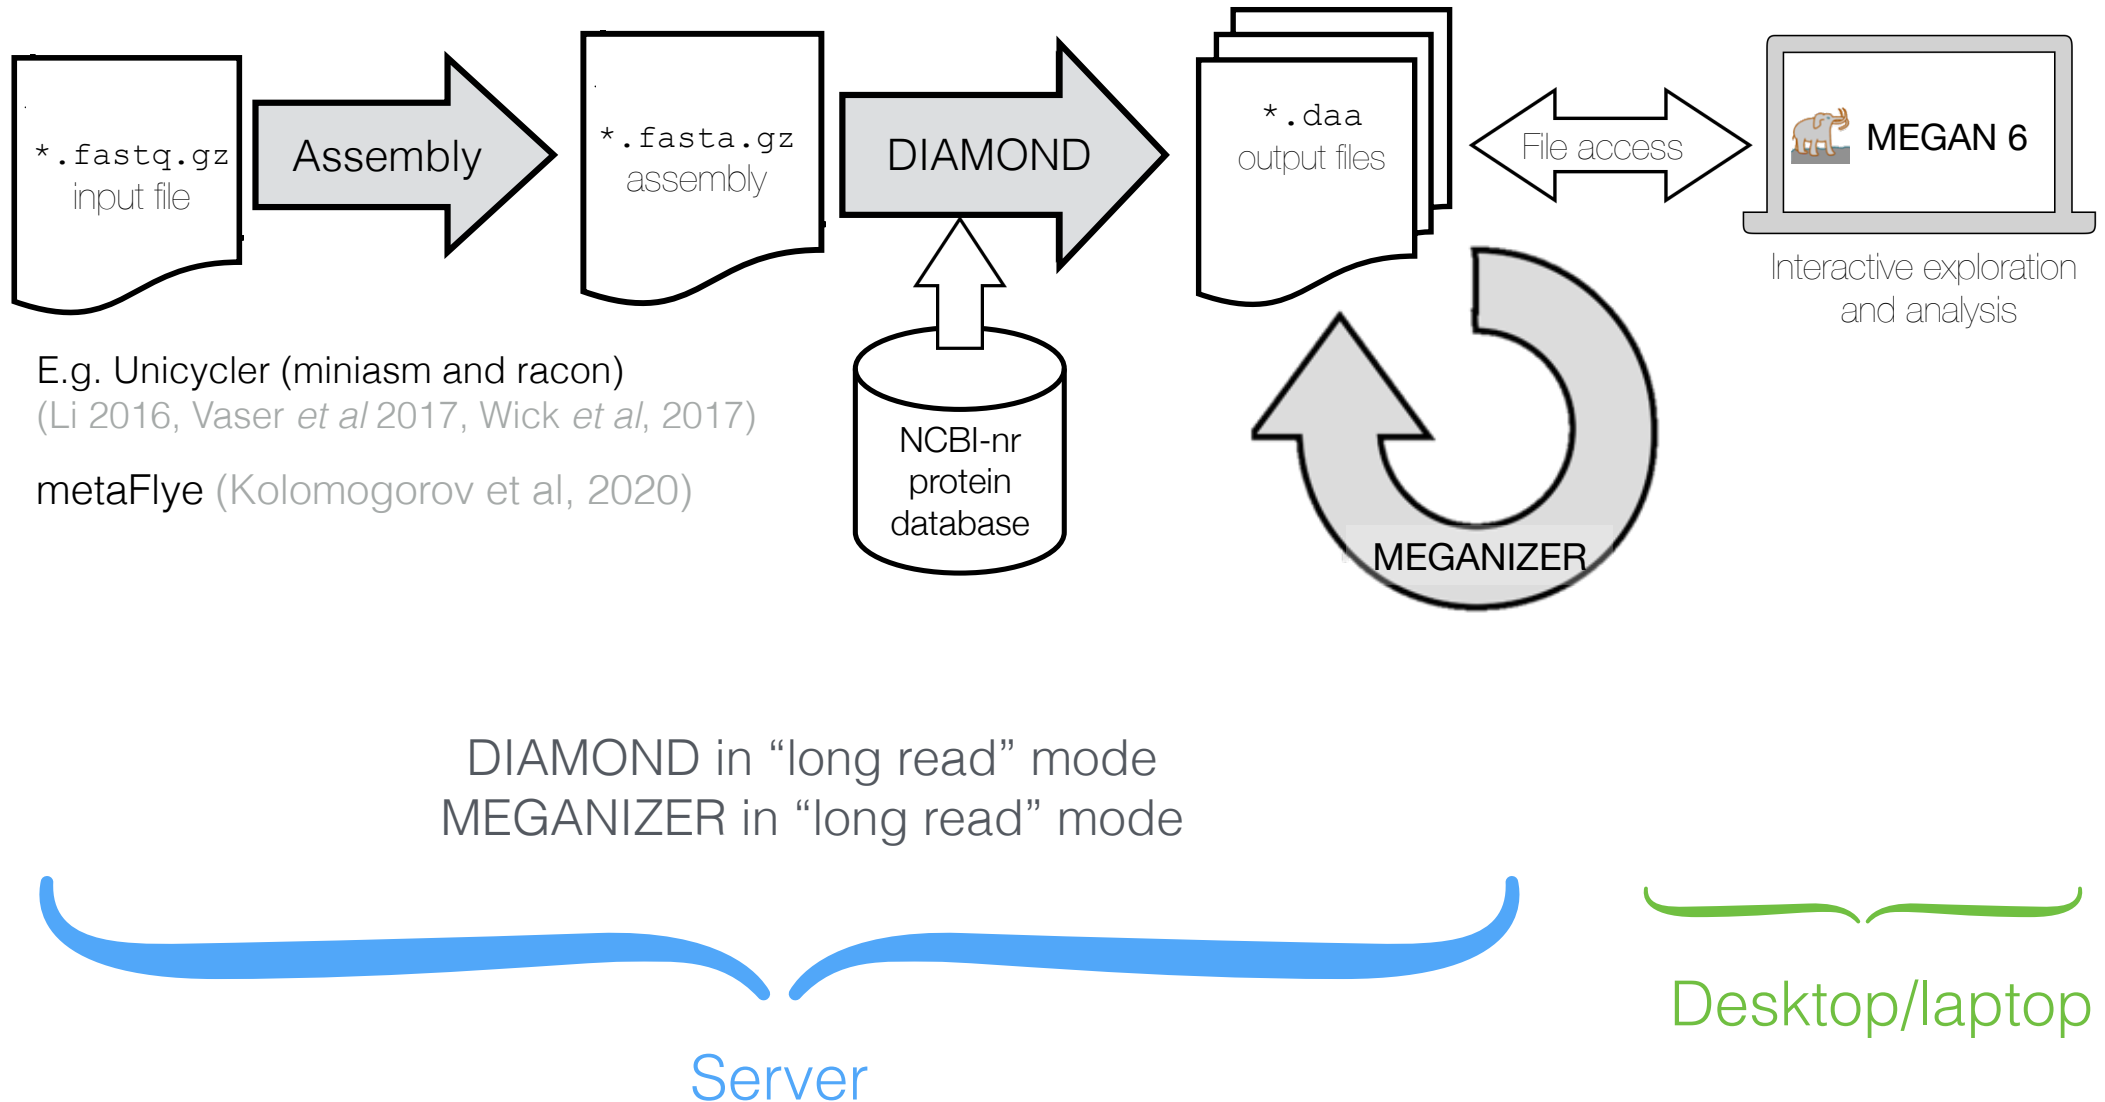 *.fastq.gz
input file
Assembly
*.fasta.gz
assembly
DIAMOND
*.daa
output files
File access
MEGAN 6
Interactive exploration
and analysis
E.g. Unicycler (miniasm and racon)
(Li 2016, Vaser et al 2017, Wick et al, 2017)
metaFlye (Kolomogorov et al, 2020)
NCBI-nr
protein
database
MEGANIZER
DIAMOND in “long read” mode
MEGANIZER in “long read” mode
Server
Desktop/laptop